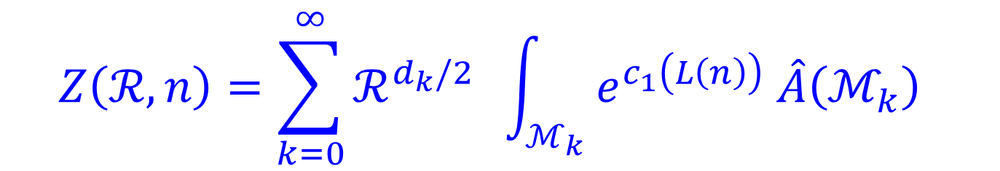 Z(ℛ, n) = ∑_{k=0}^{∞} ℛ^{d_k/2} ∫_{ℳ_k} e^{c_1(L(n))} Â(ℳ_k)